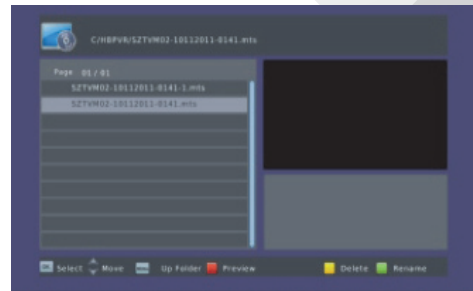 C/HBPVR/SZTVM02-10112011-0141.mts
Page 01/01
SZTVM02-10112011-0141-1.mts
SZTVM02-10112011-0141.mts
Select Move Up Folder Preview Delete Rename